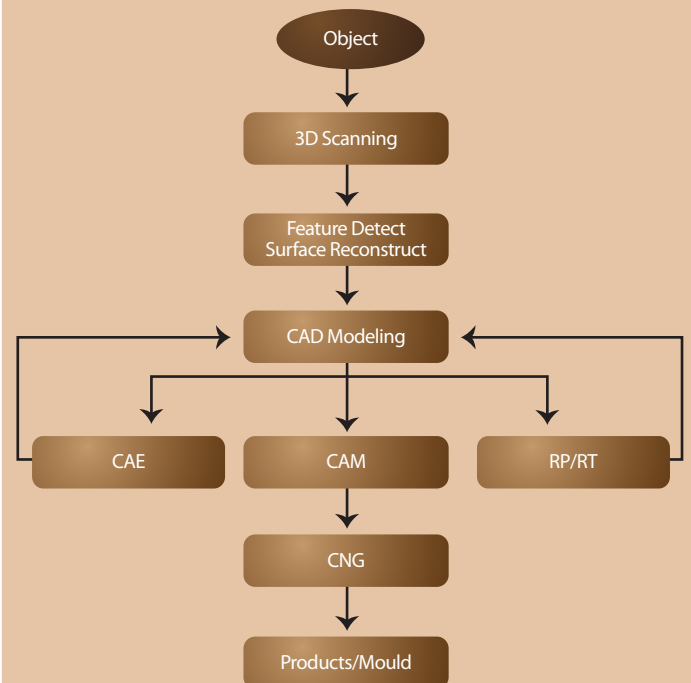 Object
3D Scanning
Feature Detect
Surface Reconstruct
CAD Modeling
CAE
CAM
RP/RT
CNG
Products/Mould